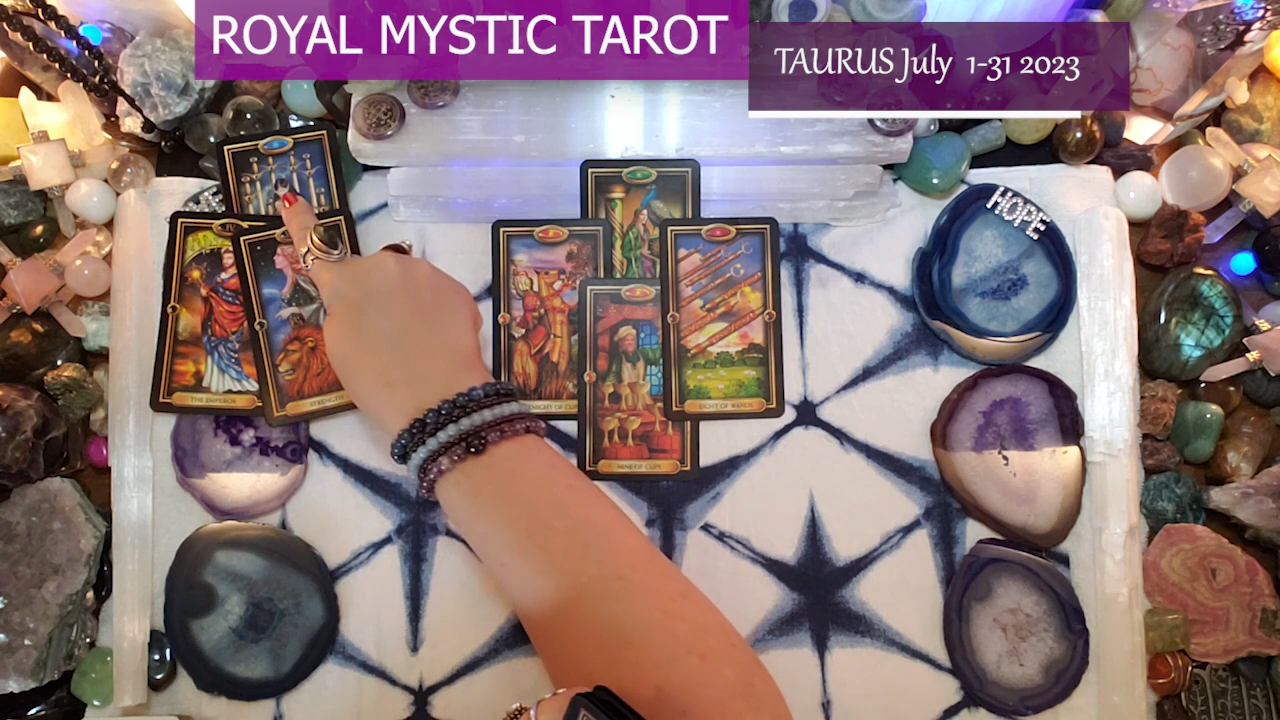 ROYAL MYSTIC TAROT
TAURUS July 1-31 2023
HOPE
IV
THE EMPEROR
STRENGTH
KNIGHT OF CUPS
EIGHT OF WANDS
NINE OF CUPS